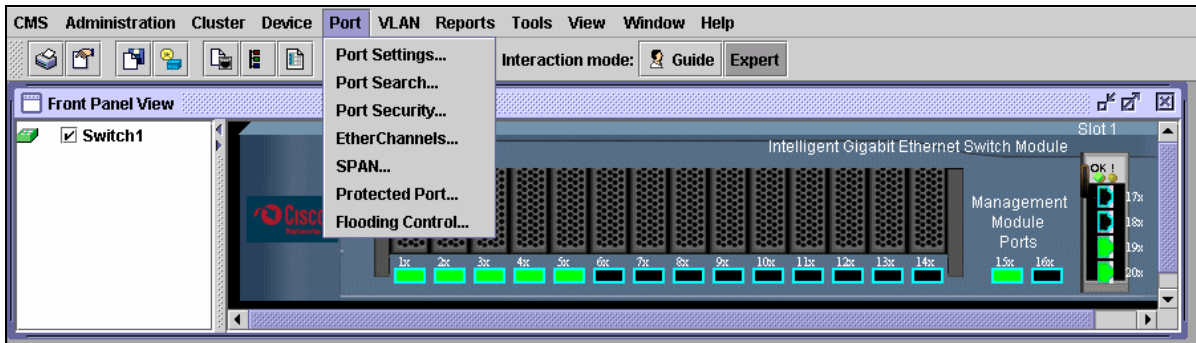 CMS Administration Cluster Device Port VLAN Reports Tools View Window Help
Port Settings...
Port Search...
Port Security...
EtherChannels...
SPAN...
Protected Port...
Flooding Control...
Interaction mode: Guide Expert
Front Panel View
Switch1
Slot 1
Intelligent Gigabit Ethernet Switch Module
OK !
Cisco
Management
Module
Ports
17x
18x
19x
20x
1x 2x 3x 4x 5x 6x 7x 8x 9x 10x 11x 12x 13x 14x 15x 16x